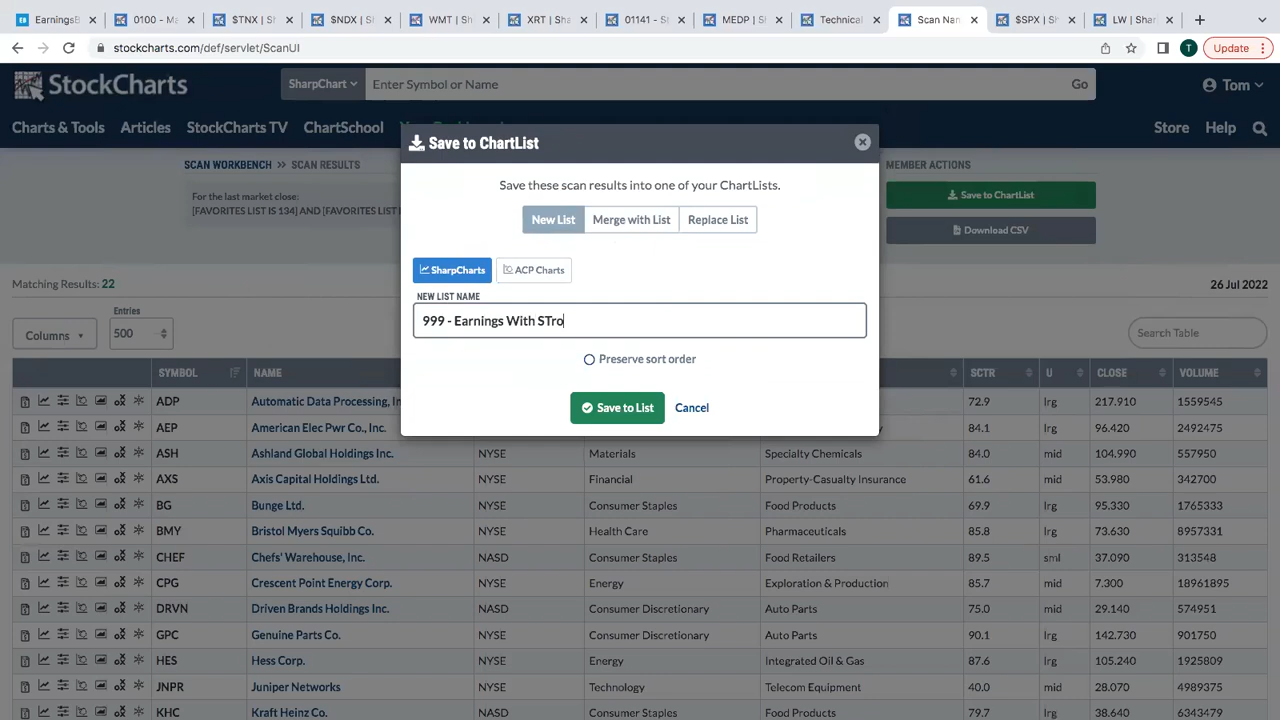 EarningsB
0100 - Ma
$TNX | Sh
$NDX | Sh
WMT | Sh
XRT | Sha
01141 - St
MEDP | Sh
Technical
Scan Nam
$SPX | Sh
LW | Shar
stockcharts.com/def/servlet/ScanUI
T
Update
StockCharts
SharpChart
Enter Symbol or Name
Go
Tom
Charts & Tools
Articles
StockCharts TV
ChartSchool
Store
Help
SCAN WORKBENCH >> SCAN RESULTS
For the last market close:
[FAVORITES LIST IS 134] AND [FAVORITES LIST
MEMBER ACTIONS
Save to ChartList
Download CSV
Save to ChartList
Save these scan results into one of your ChartLists.
New List
Merge with List
Replace List
SharpCharts
ACP Charts
NEW LIST NAME
999 - Earnings With STro
Preserve sort order
Save to List
Cancel
Matching Results: 22
26 Jul 2022
Columns
Entries
500
Search Table
SYMBOL NAME SCTR U CLOSE VOLUME
ADP Automatic Data Processing, In 72.9 lrg 217.910 1559545
AEP American Elec Pwr Co., Inc. 84.1 lrg 96.420 2492475
ASH Ashland Global Holdings Inc. NYSE Materials Specialty Chemicals 84.0 mid 104.990 557950
AXS Axis Capital Holdings Ltd. NYSE Financial Property-Casualty Insurance 61.6 mid 53.980 342700
BG Bunge Ltd. NYSE Consumer Staples Food Products 69.9 lrg 95.330 1765333
BMY Bristol Myers Squibb Co. NYSE Health Care Pharmaceuticals 85.8 lrg 73.630 8957331
CHEF Chefs' Warehouse, Inc. NASD Consumer Staples Food Retailers 89.5 sml 37.090 313548
CPG Crescent Point Energy Corp. NYSE Energy Exploration & Production 85.7 mid 7.300 18961895
DRVN Driven Brands Holdings Inc. NASD Consumer Discretionary Auto Parts 75.0 mid 29.140 574951
GPC Genuine Parts Co. NYSE Consumer Discretionary Auto Parts 90.1 lrg 142.730 901750
HES Hess Corp. NYSE Energy Integrated Oil & Gas 87.6 lrg 105.240 1925809
JNPR Juniper Networks NYSE Technology Telecom Equipment 40.0 mid 28.070 4989375
KHC Kraft Heinz Co. NASD Consumer Staples Food Products 79.7 lrg 38.640 6343479